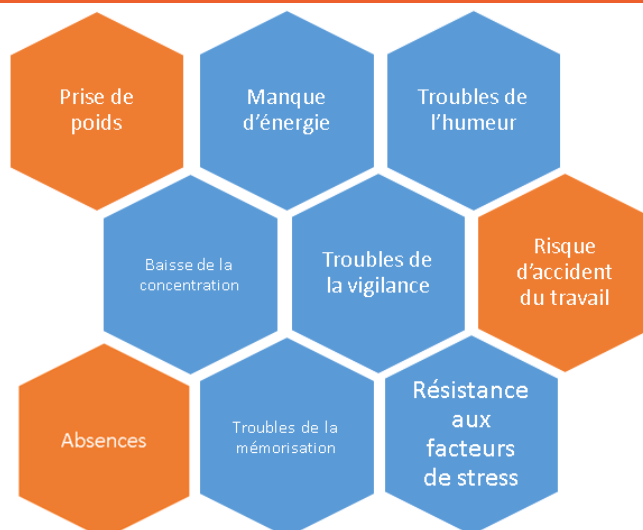 Prise de
poids
Manque
d'énergie
Troubles de
l'humeur
Baisse de la
concentration
Troubles de
la vigilance
Risque
d'accident
du travail
Absences
Troubles de la
mémorisation
Résistance
aux
facteurs
de stress